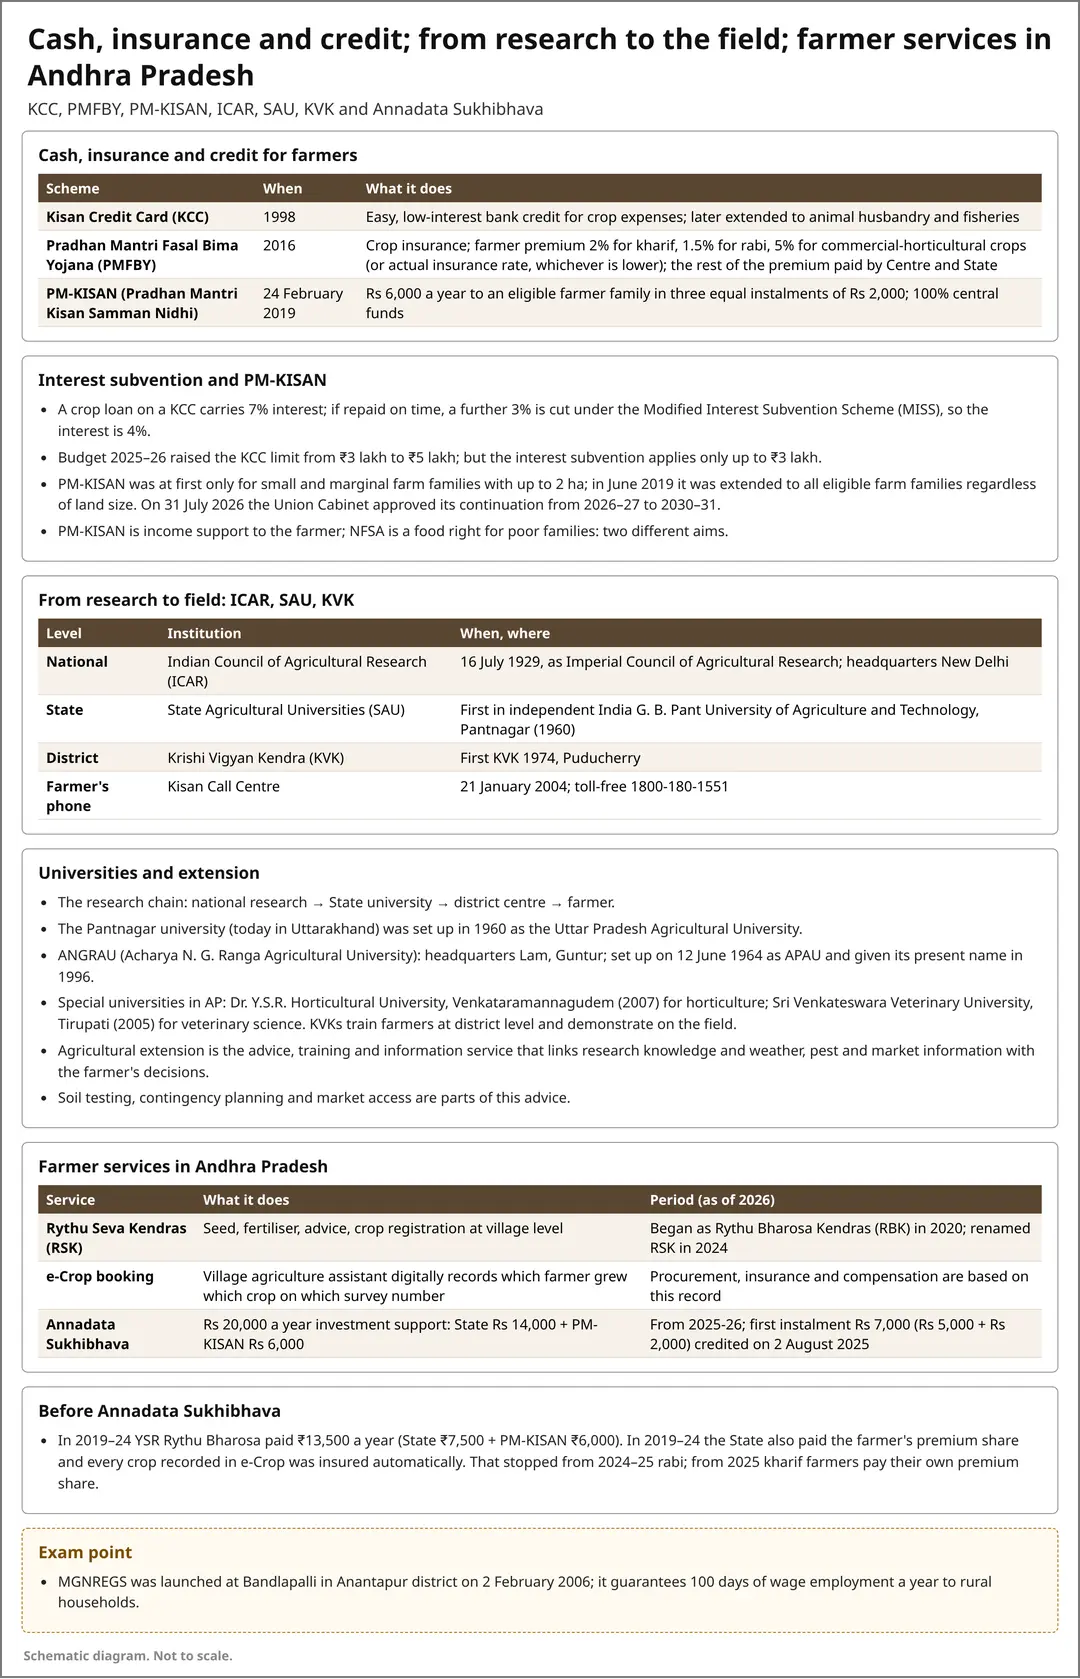 Cash, insurance and credit; from research to the field; farmer services in
Andhra Pradesh
KCC, PMFBY, PM-KISAN, ICAR, SAU, KVK and Annadata Sukhibhava
Cash, insurance and credit for farmers
Scheme When What it does
Kisan Credit Card (KCC) 1998 Easy, low-interest bank credit for crop expenses; later extended to animal husbandry and fisheries
Pradhan Mantri Fasal Bima Yojana (PMFBY) 2016 Crop insurance; farmer premium 2% for kharif, 1.5% for rabi, 5% for commercial-horticultural crops
(or actual insurance rate, whichever is lower); the rest of the premium paid by Centre and State
PM-KISAN (Pradhan Mantri Kisan Samman Nidhi) 24 February 2019 Rs 6,000 a year to an eligible farmer family in three equal instalments of Rs 2,000; 100% central
funds
Interest subvention and PM-KISAN
• A crop loan on a KCC carries 7% interest; if repaid on time, a further 3% is cut under the Modified Interest Subvention Scheme (MISS), so the
interest is 4%.
• Budget 2025–26 raised the KCC limit from ₹3 lakh to ₹5 lakh; but the interest subvention applies only up to ₹3 lakh.
• PM-KISAN was at first only for small and marginal farm families with up to 2 ha; in June 2019 it was extended to all eligible farm families regardless
of land size. On 31 July 2026 the Union Cabinet approved its continuation from 2026–27 to 2030–31.
• PM-KISAN is income support to the farmer; NFSA is a food right for poor families: two different aims.
From research to field: ICAR, SAU, KVK
Level Institution When, where
National Indian Council of Agricultural Research (ICAR) 16 July 1929, as Imperial Council of Agricultural Research; headquarters New Delhi
State State Agricultural Universities (SAU) First in independent India G. B. Pant University of Agriculture and Technology,
Pantnagar (1960)
District Krishi Vigyan Kendra (KVK) First KVK 1974, Puducherry
Farmer's phone Kisan Call Centre 21 January 2004; toll-free 1800-180-1551
Universities and extension
• The research chain: national research → State university → district centre → farmer.
• The Pantnagar university (today in Uttarakhand) was set up in 1960 as the Uttar Pradesh Agricultural University.
• ANGRAU (Acharya N. G. Ranga Agricultural University): headquarters Lam, Guntur; set up on 12 June 1964 as APAU and given its present name in
1996.
• Special universities in AP: Dr. Y.S.R. Horticultural University, Venkataramannagudem (2007) for horticulture; Sri Venkateswara Veterinary University,
Tirupati (2005) for veterinary science. KVKs train farmers at district level and demonstrate on the field.
• Agricultural extension is the advice, training and information service that links research knowledge and weather, pest and market information with
the farmer's decisions.
• Soil testing, contingency planning and market access are parts of this advice.
Farmer services in Andhra Pradesh
Service What it does Period (as of 2026)
Rythu Seva Kendras (RSK) Seed, fertiliser, advice, crop registration at village level Began as Rythu Bharosa Kendras (RBK) in 2020; renamed
RSK in 2024
e-Crop booking Village agriculture assistant digitally records which farmer grew which crop on which survey number Procurement, insurance and compensation are based on
this record
Annadata Sukhibhava Rs 20,000 a year investment support: State Rs 14,000 + PM-KISAN Rs 6,000 From 2025-26; first instalment Rs 7,000 (Rs 5,000 + Rs
2,000) credited on 2 August 2025
Before Annadata Sukhibhava
• In 2019–24 YSR Rythu Bharosa paid ₹13,500 a year (State ₹7,500 + PM-KISAN ₹6,000). In 2019–24 the State also paid the farmer's premium share
and every crop recorded in e-Crop was insured automatically. That stopped from 2024–25 rabi; from 2025 kharif farmers pay their own premium
share.
Exam point
• MGNREGS was launched at Bandlapalli in Anantapur district on 2 February 2006; it guarantees 100 days of wage employment a year to rural
households.
Schematic diagram. Not to scale.